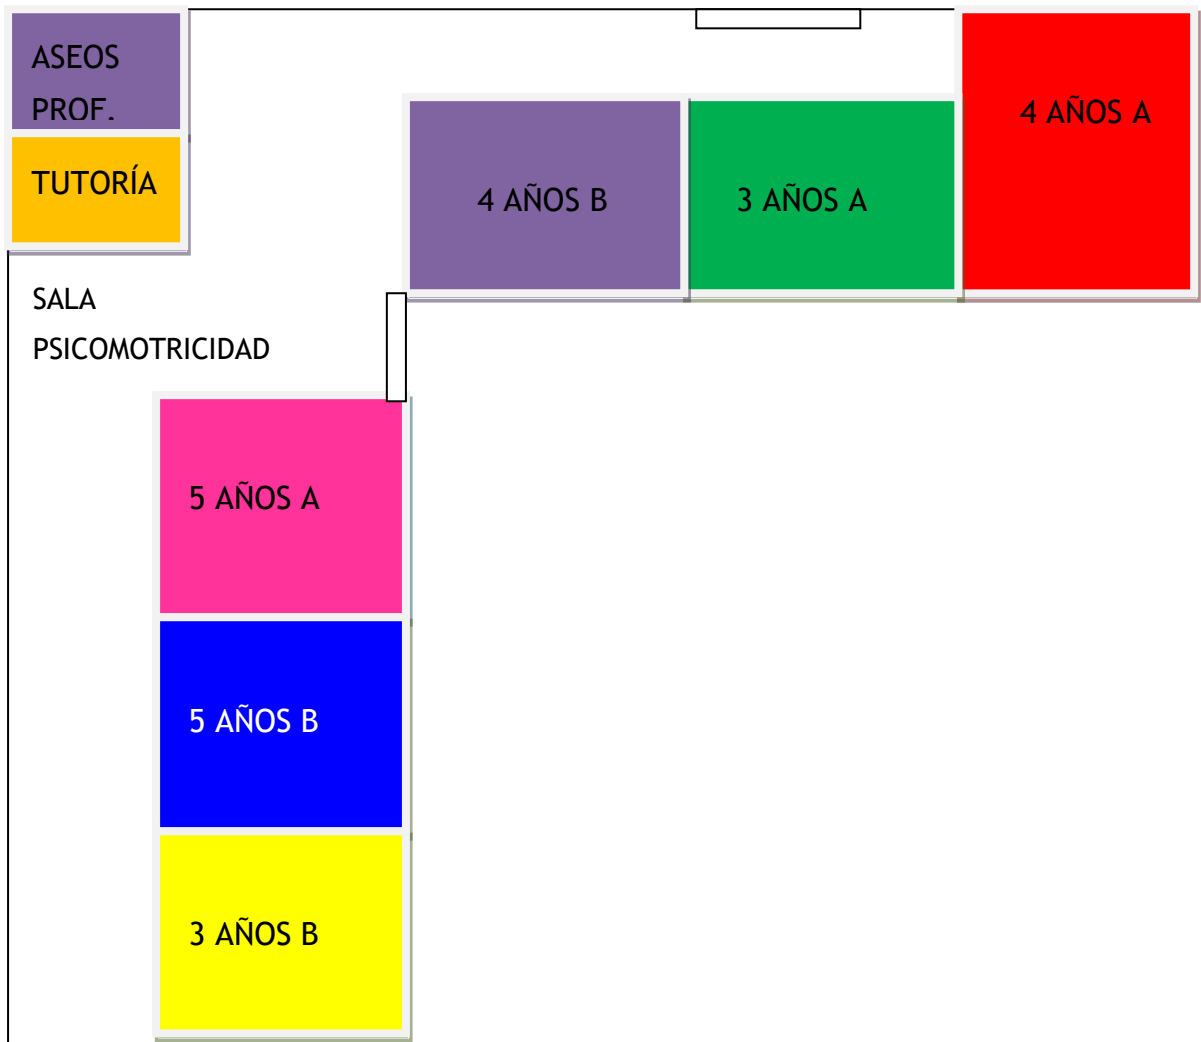 ASEOS
PROF.
TUTORÍA
4 AÑOS A
4 AÑOS B
3 AÑOS A
SALA
PSICOMOTRICIDAD
5 AÑOS A
5 AÑOS B
3 AÑOS B